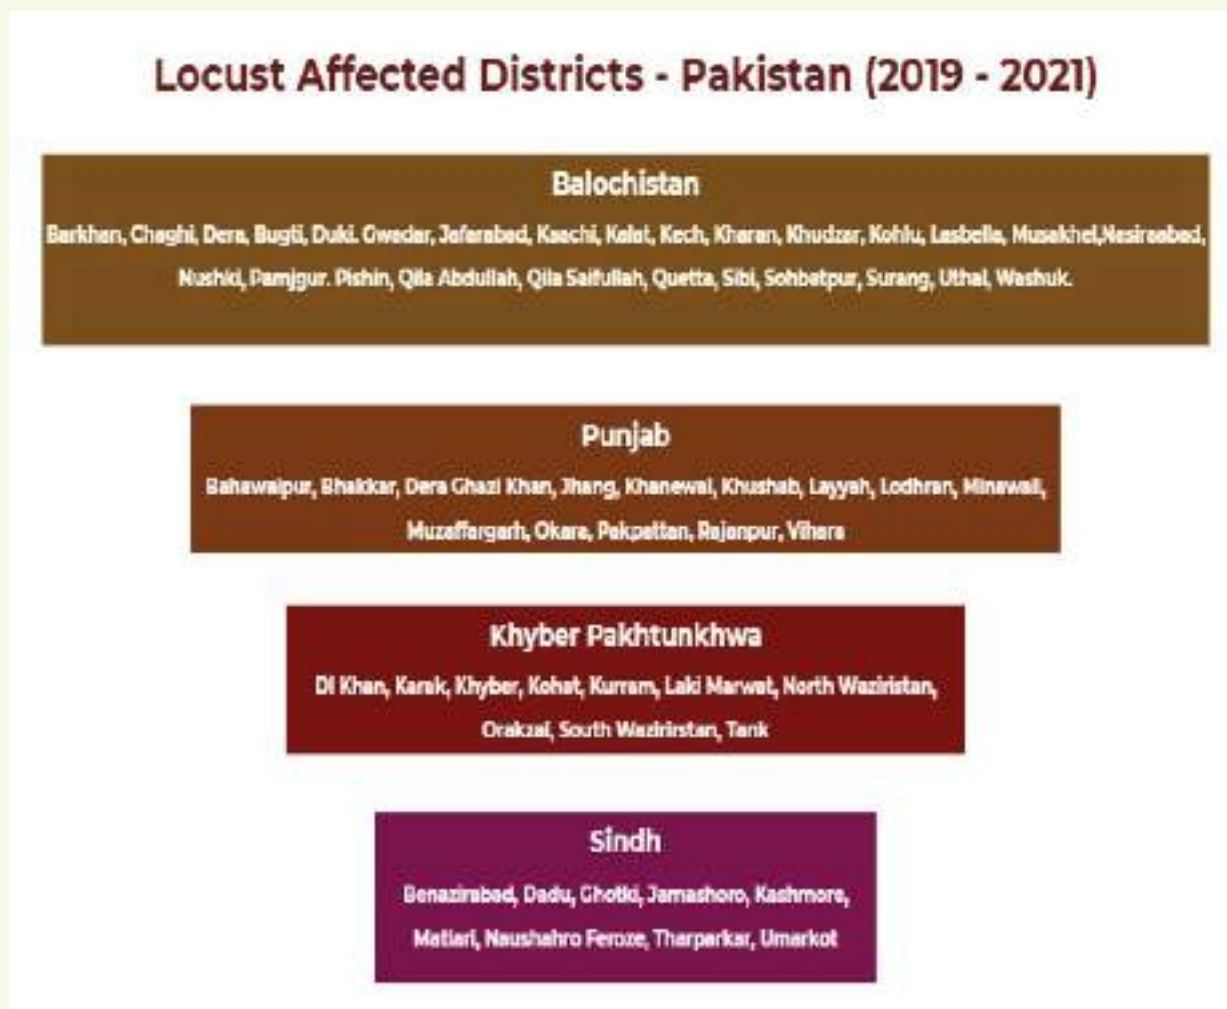 Locust Affected Districts - Pakistan (2019 - 2021)
Balochistan
Barkhan, Chaghi, Dera, Bugti, Duki. Gwadar, Jafarabad, Kaachi, Kalat, Kech, Kharan, Khudzar, Kohlu, Lasbella, Musakhel,Nasiraabad,
Nushki, Pamjgur. Pishin, Qila Abdullah, Qila Saifullah, Quetta, Sibi, Sohbatpur, Surang, Uthal, Washuk.
Punjab
Bahawalpur, Bhakkar, Dera Ghazi Khan, Jhang, Khanewal, Khushab, Layyah, Lodhran, Minawali,
Muzaffargarh, Okara, Pakpattan, Rajanpur, Vihara
Khyber Pakhtunkhwa
DI Khan, Karak, Khyber, Kohat, Kurram, Laki Marwat, North Waziristan,
Orakzai, South Wazirirstan, Tank
Sindh
Benazirabad, Dadu, Ghotki, Jamashoro, Kashmore,
Matiari, Naushahro Feroze, Tharparkar, Umarkot